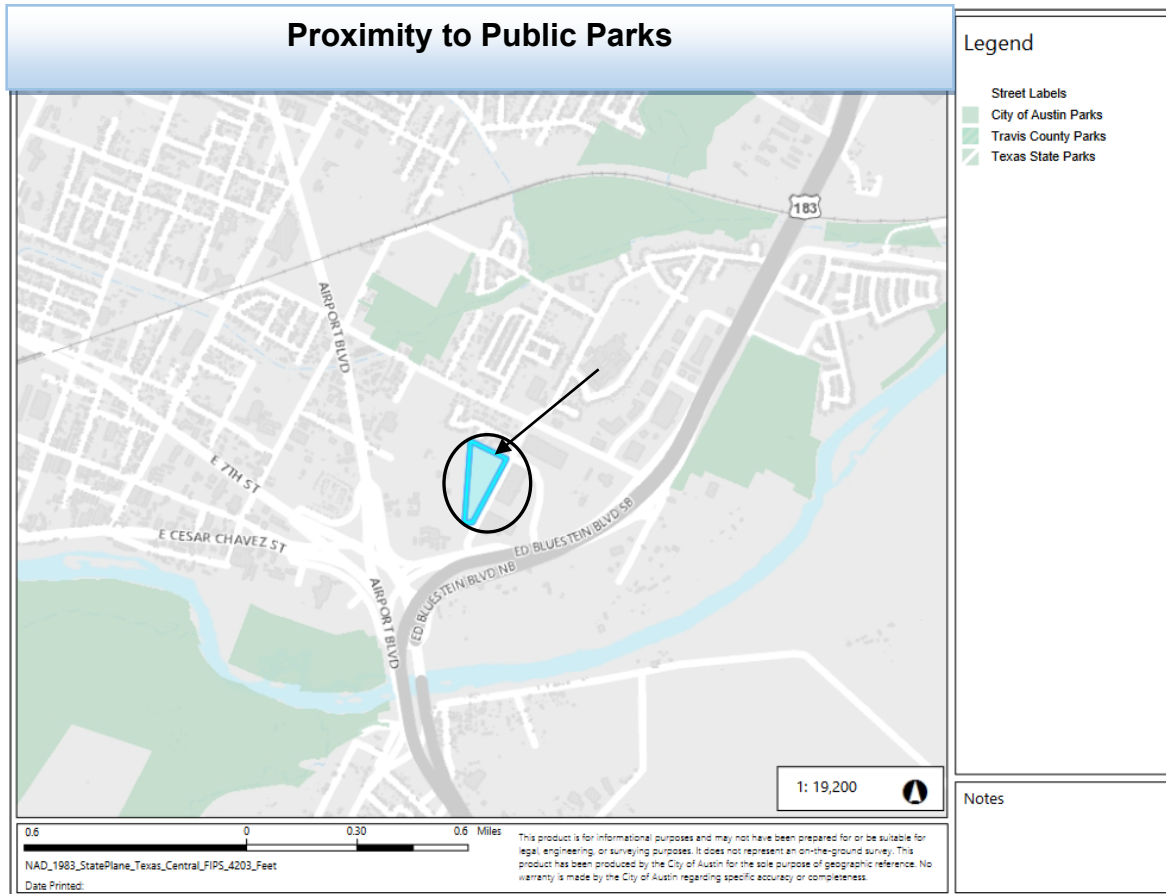 Proximity to Public Parks
Legend
Street Labels
City of Austin Parks
Travis County Parks
Texas State Parks
183
AIRPORT BLVD
E 7TH ST
E CESAR CHAVEZ ST
ED BLUESTEIN BLVD SB
ED BLUESTEIN BLVD NB
AIRPORT BLVD
1: 19,200
Notes
0.6 0 0.30 0.6 Miles
NAD_1983_StatePlane_Texas_Central_FIPS_4203_Feet
Date Printed:
This product is for informational purposes and may not have been prepared for or be suitable for
legal, engineering, or surveying purposes. It does not represent an on-the-ground survey. This
product has been produced by the City of Austin for the sole purpose of geographic reference. No
warranty is made by the City of Austin regarding specific accuracy or completeness.